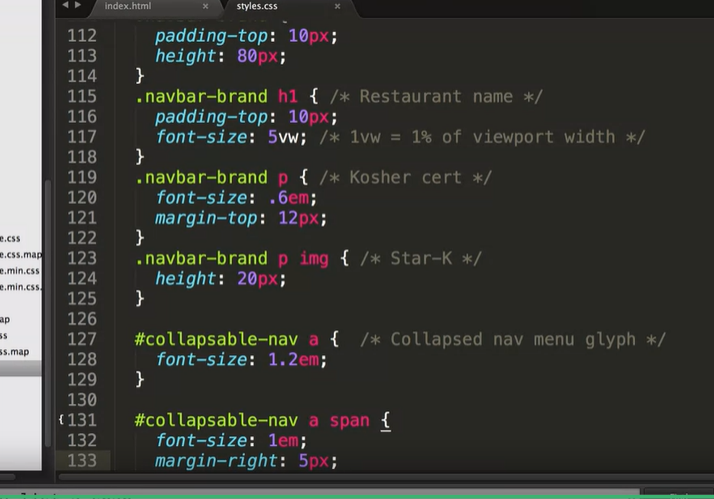 index.html × styles.css ×
112 padding-top: 10px;
113 height: 80px;
114 }
115 .navbar-brand h1 { /* Restaurant name */
116 padding-top: 10px;
117 font-size: 5vw; /* 1vw = 1% of viewport width */
118 }
119 .navbar-brand p { /* Kosher cert */
120 font-size: .6em;
121 margin-top: 12px;
122 }
123 .navbar-brand p img { /* Star-K */
124 height: 20px;
125 }
126
127 #collapsable-nav a { /* Collapsed nav menu glyph */
128 font-size: 1.2em;
129 }
130
{131 #collapsable-nav a span {
132 font-size: 1em;
133 margin-right: 5px;
e.css
e.css.map
e.min.css
e.min.css.
ap
ss
ss.map